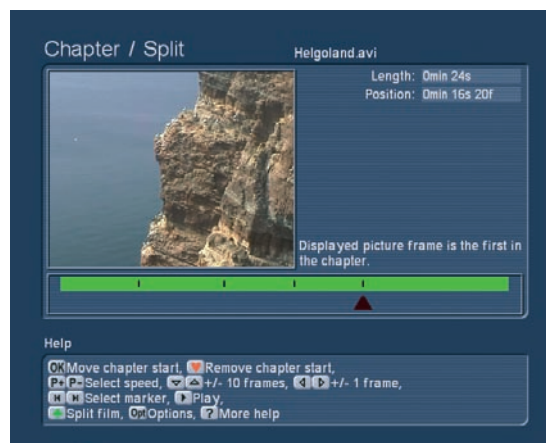 Chapter / Split
Helgoland.avi
Length: 0min 24s
Position: 0min 16s 20f
Displayed picture frame is the first in
the chapter.
Help
OK Move chapter start, Remove chapter start,
P+ P- Select speed, +/- 10 frames, +/- 1 frame,
Select marker, Play,
Split film, Opt Options, ? More help